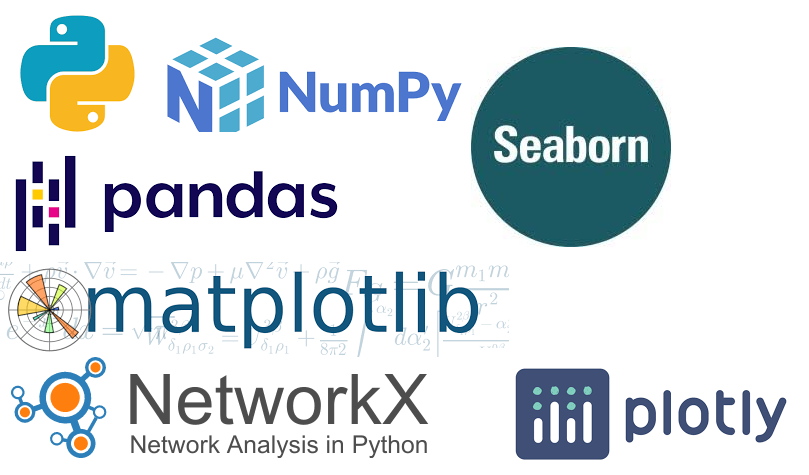 NumPy
Seaborn
pandas
matplotlib
NetworkX
Network Analysis in Python
plotly